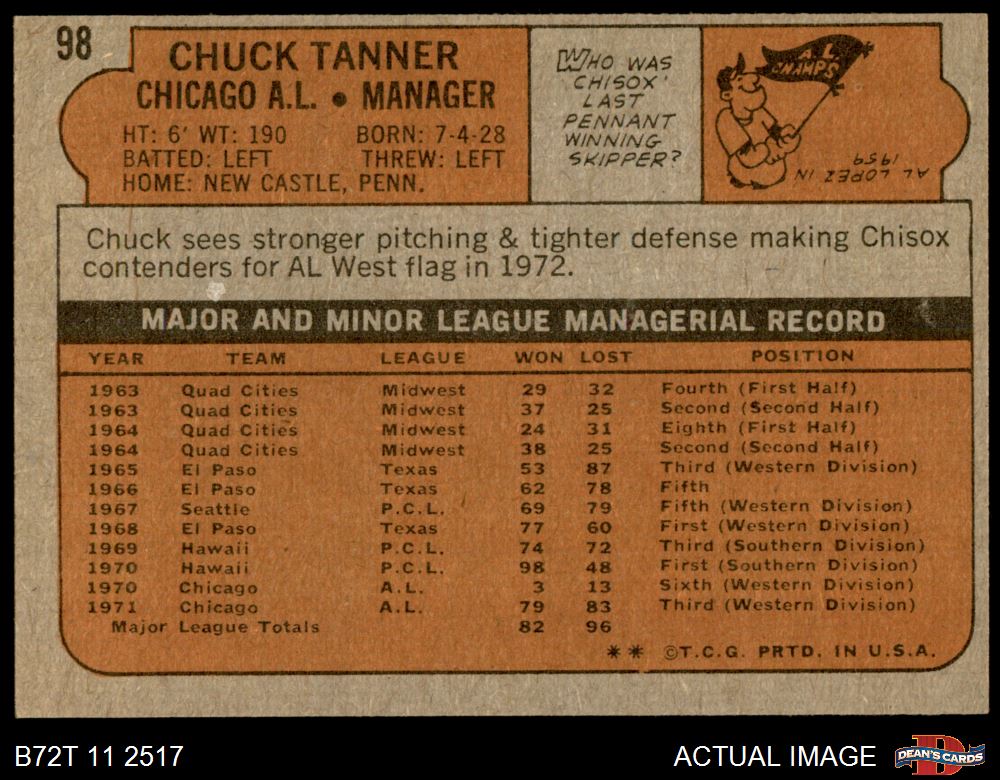 98
CHUCK TANNER
CHICAGO A.L. • MANAGER
HT: 6' WT: 190 BORN: 7-4-28
BATTED: LEFT THREW: LEFT
HOME: NEW CASTLE, PENN.
WHO WAS
CHISOX'
LAST
PENNANT
WINNING
SKIPPER?
A L
CHAMPS
AL LOPEZ IN
1959
Chuck sees stronger pitching & tighter defense making Chisox
contenders for AL West flag in 1972.
MAJOR AND MINOR LEAGUE MANAGERIAL RECORD
YEAR TEAM LEAGUE WON LOST POSITION
1963 Quad Cities Midwest 29 32 Fourth (First Half)
1963 Quad Cities Midwest 37 25 Second (Second Half)
1964 Quad Cities Midwest 24 31 Eighth (First Half)
1964 Quad Cities Midwest 38 25 Second (Second Half)
1965 El Paso Texas 53 87 Third (Western Division)
1966 El Paso Texas 62 78 Fifth
1967 Seattle P.C.L. 69 79 Fifth (Western Division)
1968 El Paso Texas 77 60 First (Western Division)
1969 Hawaii P.C.L. 74 72 Third (Southern Division)
1970 Hawaii P.C.L. 98 48 First (Southern Division)
1970 Chicago A.L. 3 13 Sixth (Western Division)
1971 Chicago A.L. 79 83 Third (Western Division)
Major League Totals 82 96
** ©T.C.G. PRTD. IN U.S.A.
B72T 11 2517
ACTUAL IMAGE
DEAN'S CARDS